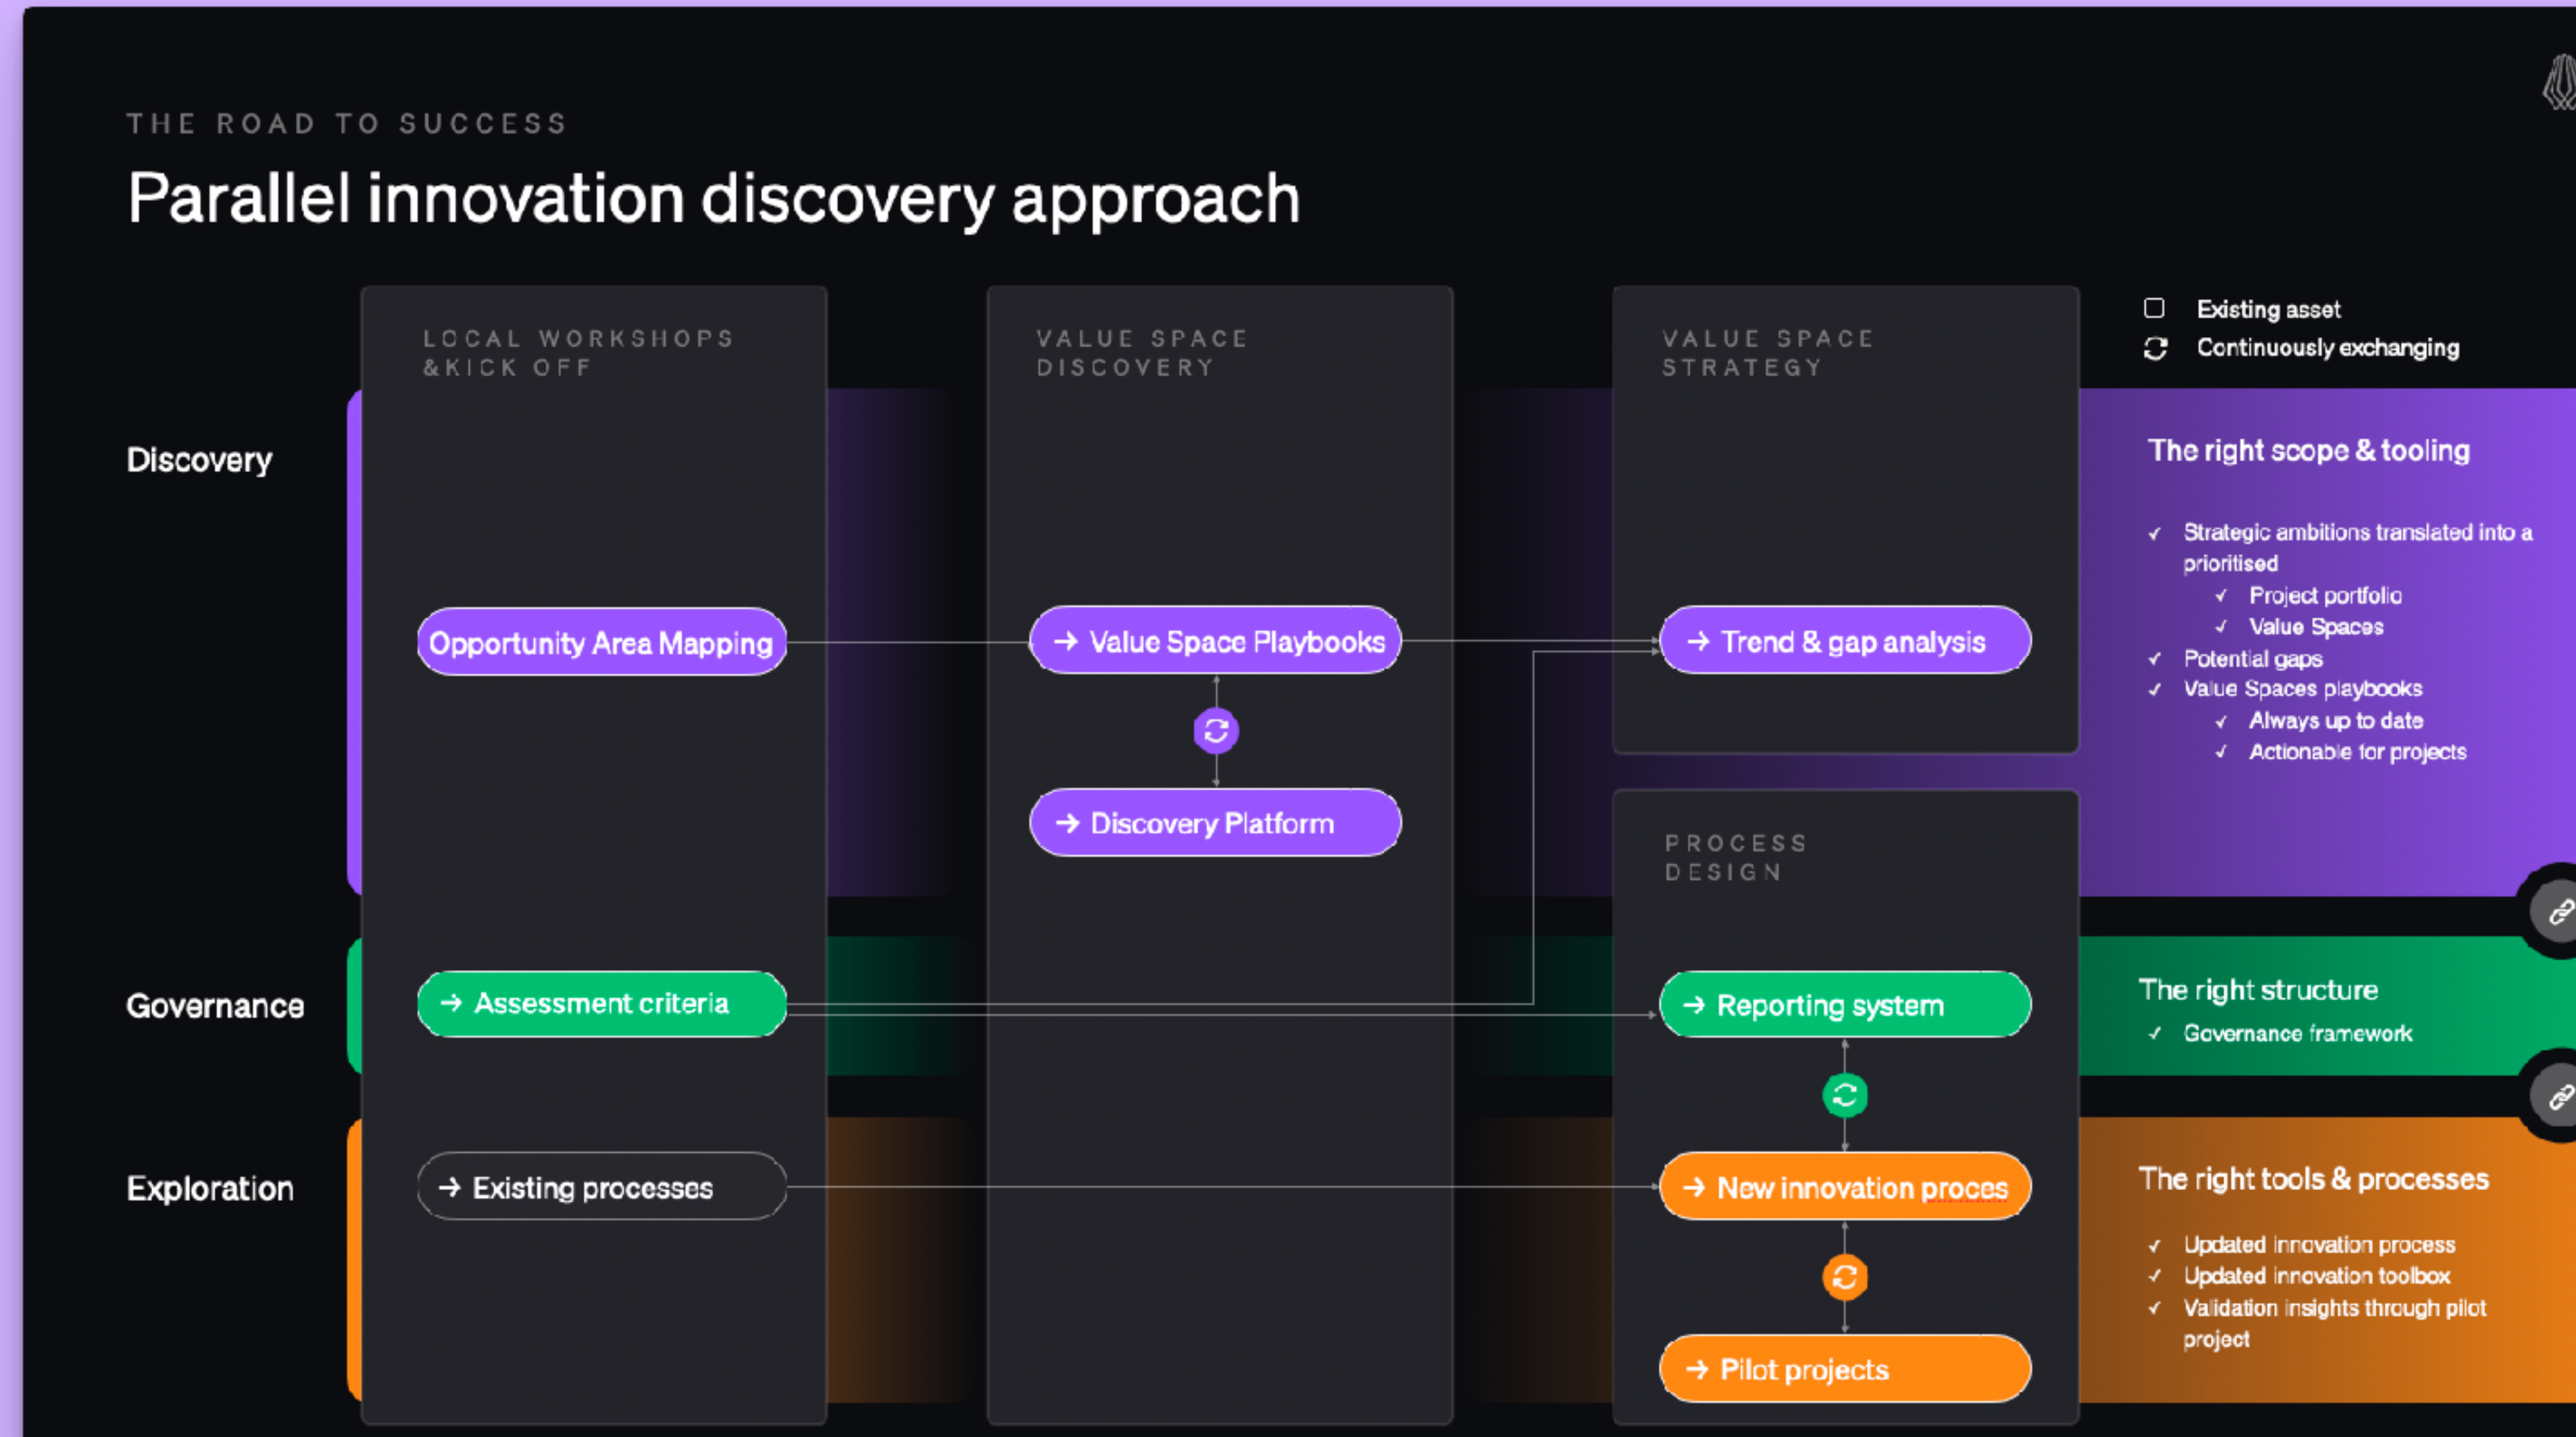 THE ROAD TO SUCCESS
Parallel innovation discovery approach
LOCAL WORKSHOPS
&KICK OFF
VALUE SPACE
DISCOVERY
VALUE SPACE
STRATEGY
Existing asset
Continuously exchanging
Discovery
Opportunity Area Mapping
→ Value Space Playbooks
→ Trend & gap analysis
→ Discovery Platform
The right scope & tooling
✓ Strategic ambitions translated into a
prioritised
✓ Project portfolio
✓ Value Spaces
✓ Potential gaps
✓ Value Spaces playbooks
✓ Always up to date
✓ Actionable for projects
PROCESS
DESIGN
Governance
→ Assessment criteria
→ Reporting system
The right structure
✓ Governance framework
Exploration
→ Existing processes
→ New innovation proces
→ Pilot projects
The right tools & processes
✓ Updated innovation process
✓ Updated innovation toolbox
✓ Validation insights through pilot
project